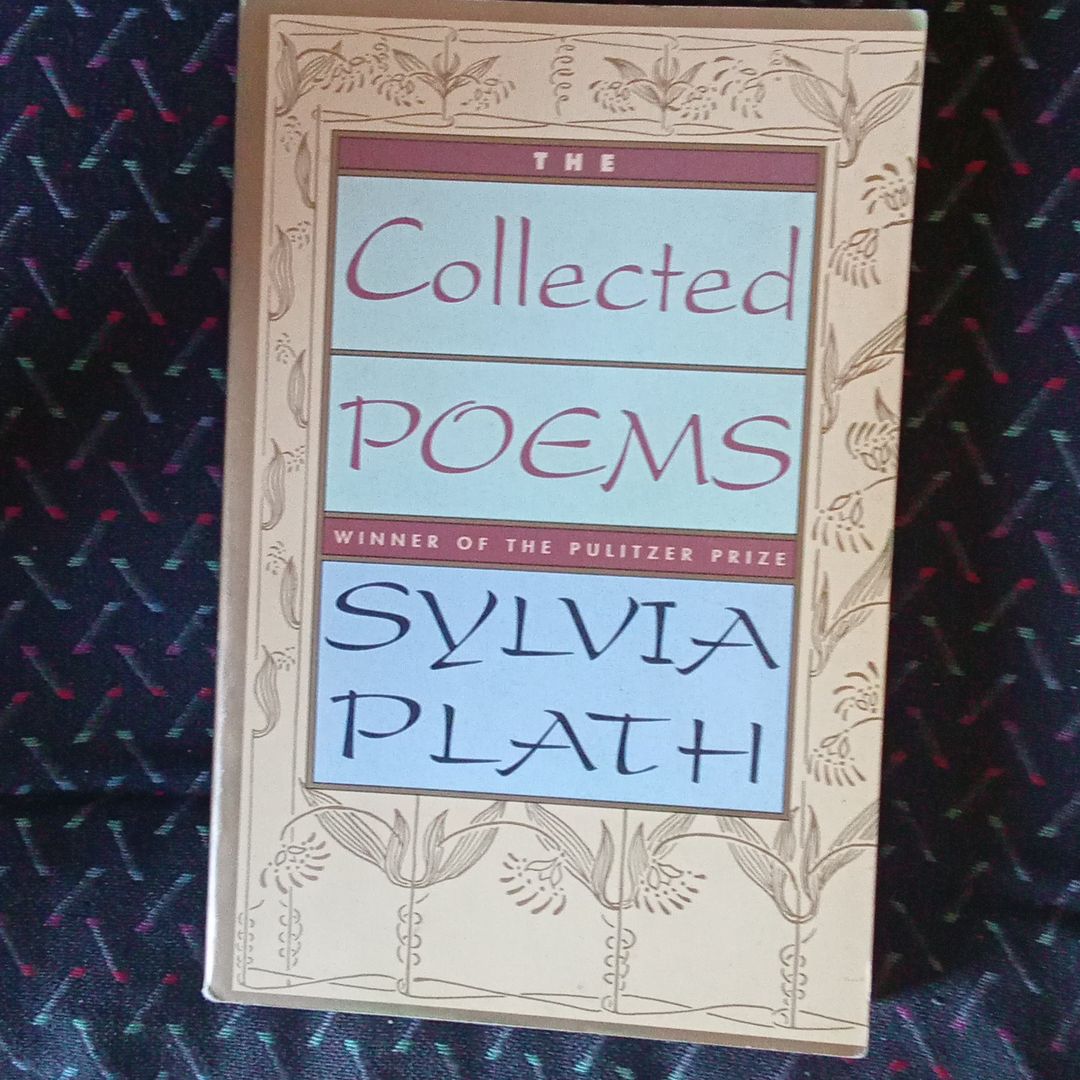 THE
Collected
POEMS
WINNER OF THE PULITZER PRIZE
SYLVIA
PLATH